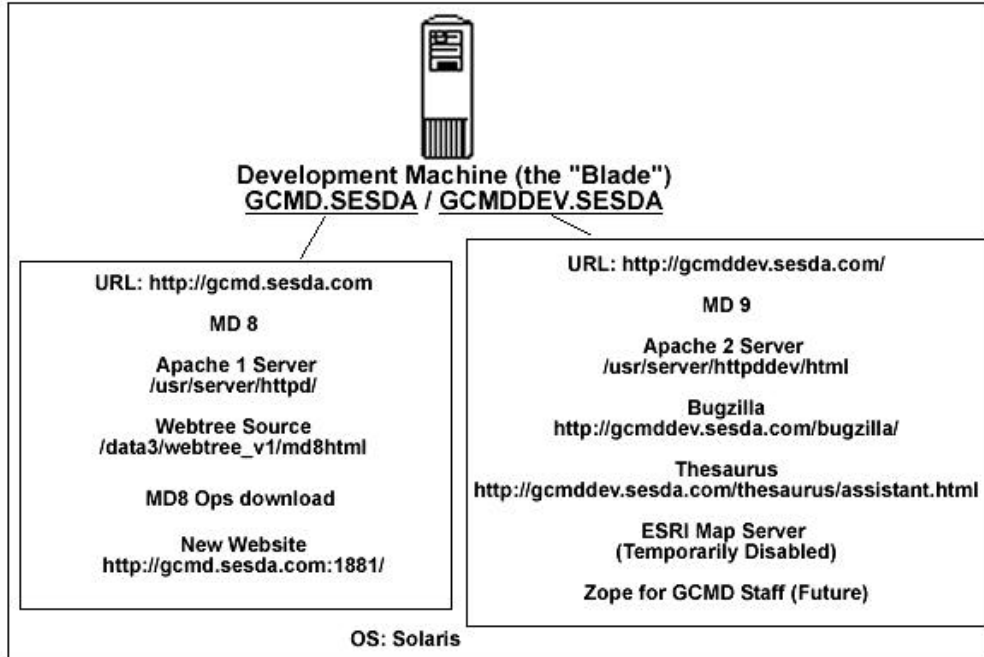 Development Machine (the "Blade")
GCMD.SESDA / GCMDDEV.SESDA
URL: http://gcmd.sesda.com
MD 8
Apache 1 Server
/usr/server/httpd/
Webtree Source
/data3/webtree_v1/md8html
MD8 Ops download
New Website
http://gcmd.sesda.com:1881/
URL: http://gcmddev.sesda.com/
MD 9
Apache 2 Server
/usr/server/httpddev/html
Bugzilla
http://gcmddev.sesda.com/bugzilla/
Thesaurus
http://gcmddev.sesda.com/thesaurus/assistant.html
ESRI Map Server
(Temporarily Disabled)
Zope for GCMD Staff (Future)
OS: Solaris